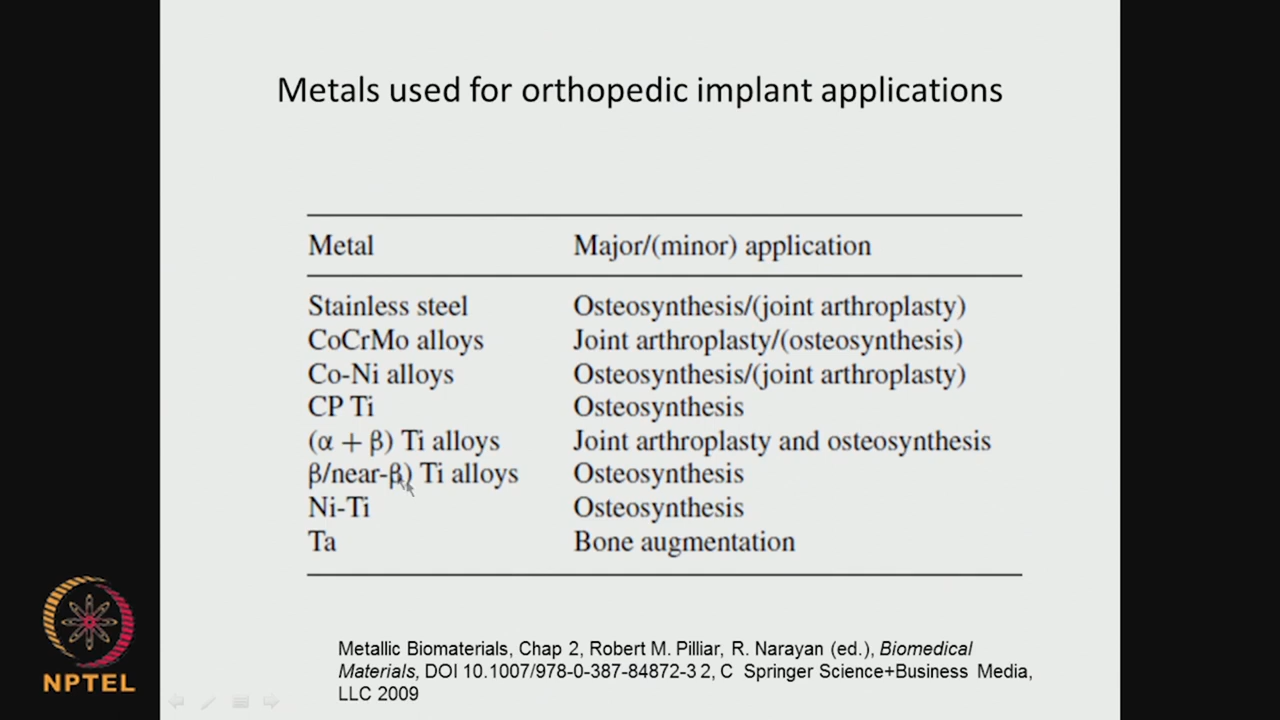 Metals used for orthopedic implant applications
Metal Major/(minor) application
Stainless steel Osteosynthesis/(joint arthroplasty)
CoCrMo alloys Joint arthroplasty/(osteosynthesis)
Co-Ni alloys Osteosynthesis/(joint arthroplasty)
CP Ti Osteosynthesis
(α + β) Ti alloys Joint arthroplasty and osteosynthesis
β/near-β) Ti alloys Osteosynthesis
Ni-Ti Osteosynthesis
Ta Bone augmentation
Metallic Biomaterials, Chap 2, Robert M. Pilliar, R. Narayan (ed.), Biomedical
Materials, DOI 10.1007/978-0-387-84872-3 2, C Springer Science+Business Media,
LLC 2009
NPTEL